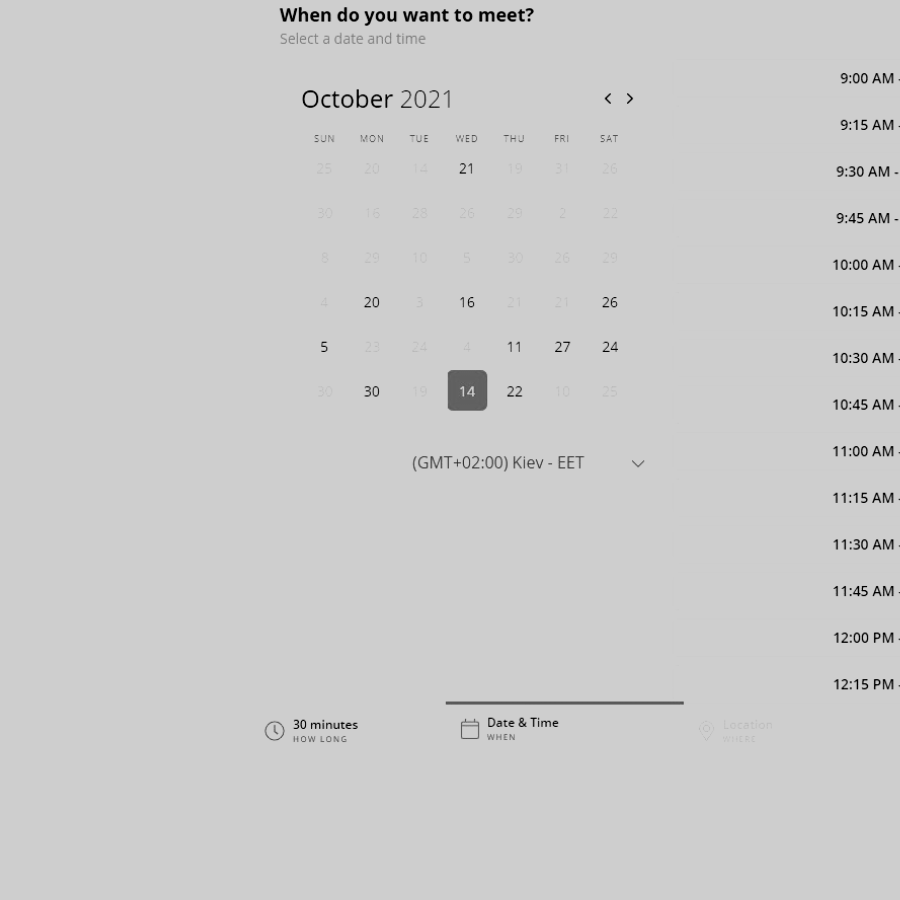 When do you want to meet?
Select a date and time
October 2021
SUN MON TUE WED THU FRI SAT
25 20 14 21 19 31 26
30 16 28 26 29 2 22
8 29 10 5 30 26 29
4 20 3 16 21 21 26
5 23 24 4 11 27 24
30 30 19 14 22 10 25
(GMT+02:00) Kiev - EET
9:00 AM -
9:15 AM -
9:30 AM -
9:45 AM -
10:00 AM -
10:15 AM -
10:30 AM -
10:45 AM -
11:00 AM -
11:15 AM -
11:30 AM -
11:45 AM -
12:00 PM -
12:15 PM -
30 minutes
HOW LONG
Date & Time
WHEN
Location
WHERE